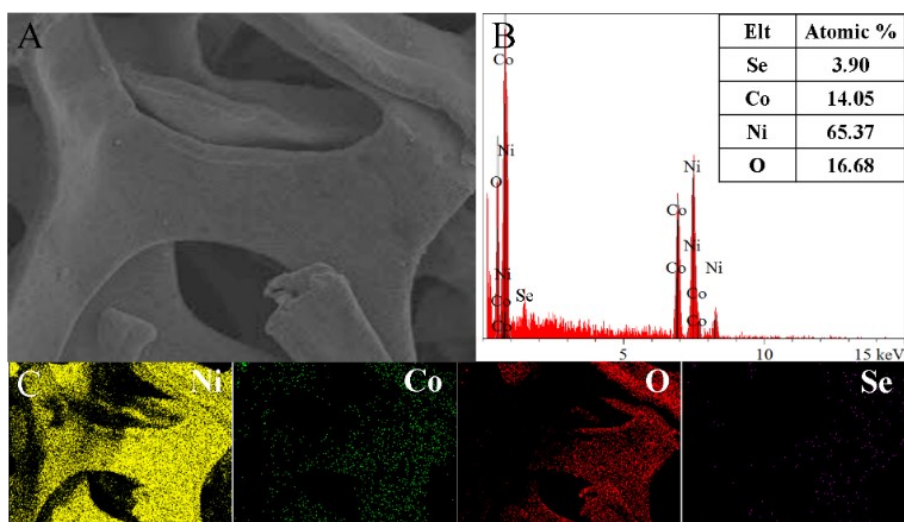 A
B
Elt Atomic %
Se 3.90
Co 14.05
Ni 65.37
O 16.68
Co
Ni
O
Ni
Co
Co
Se
Ni
Co
Ni
Co
Ni
Co
Co
5 10 15 keV
C Ni Co O Se